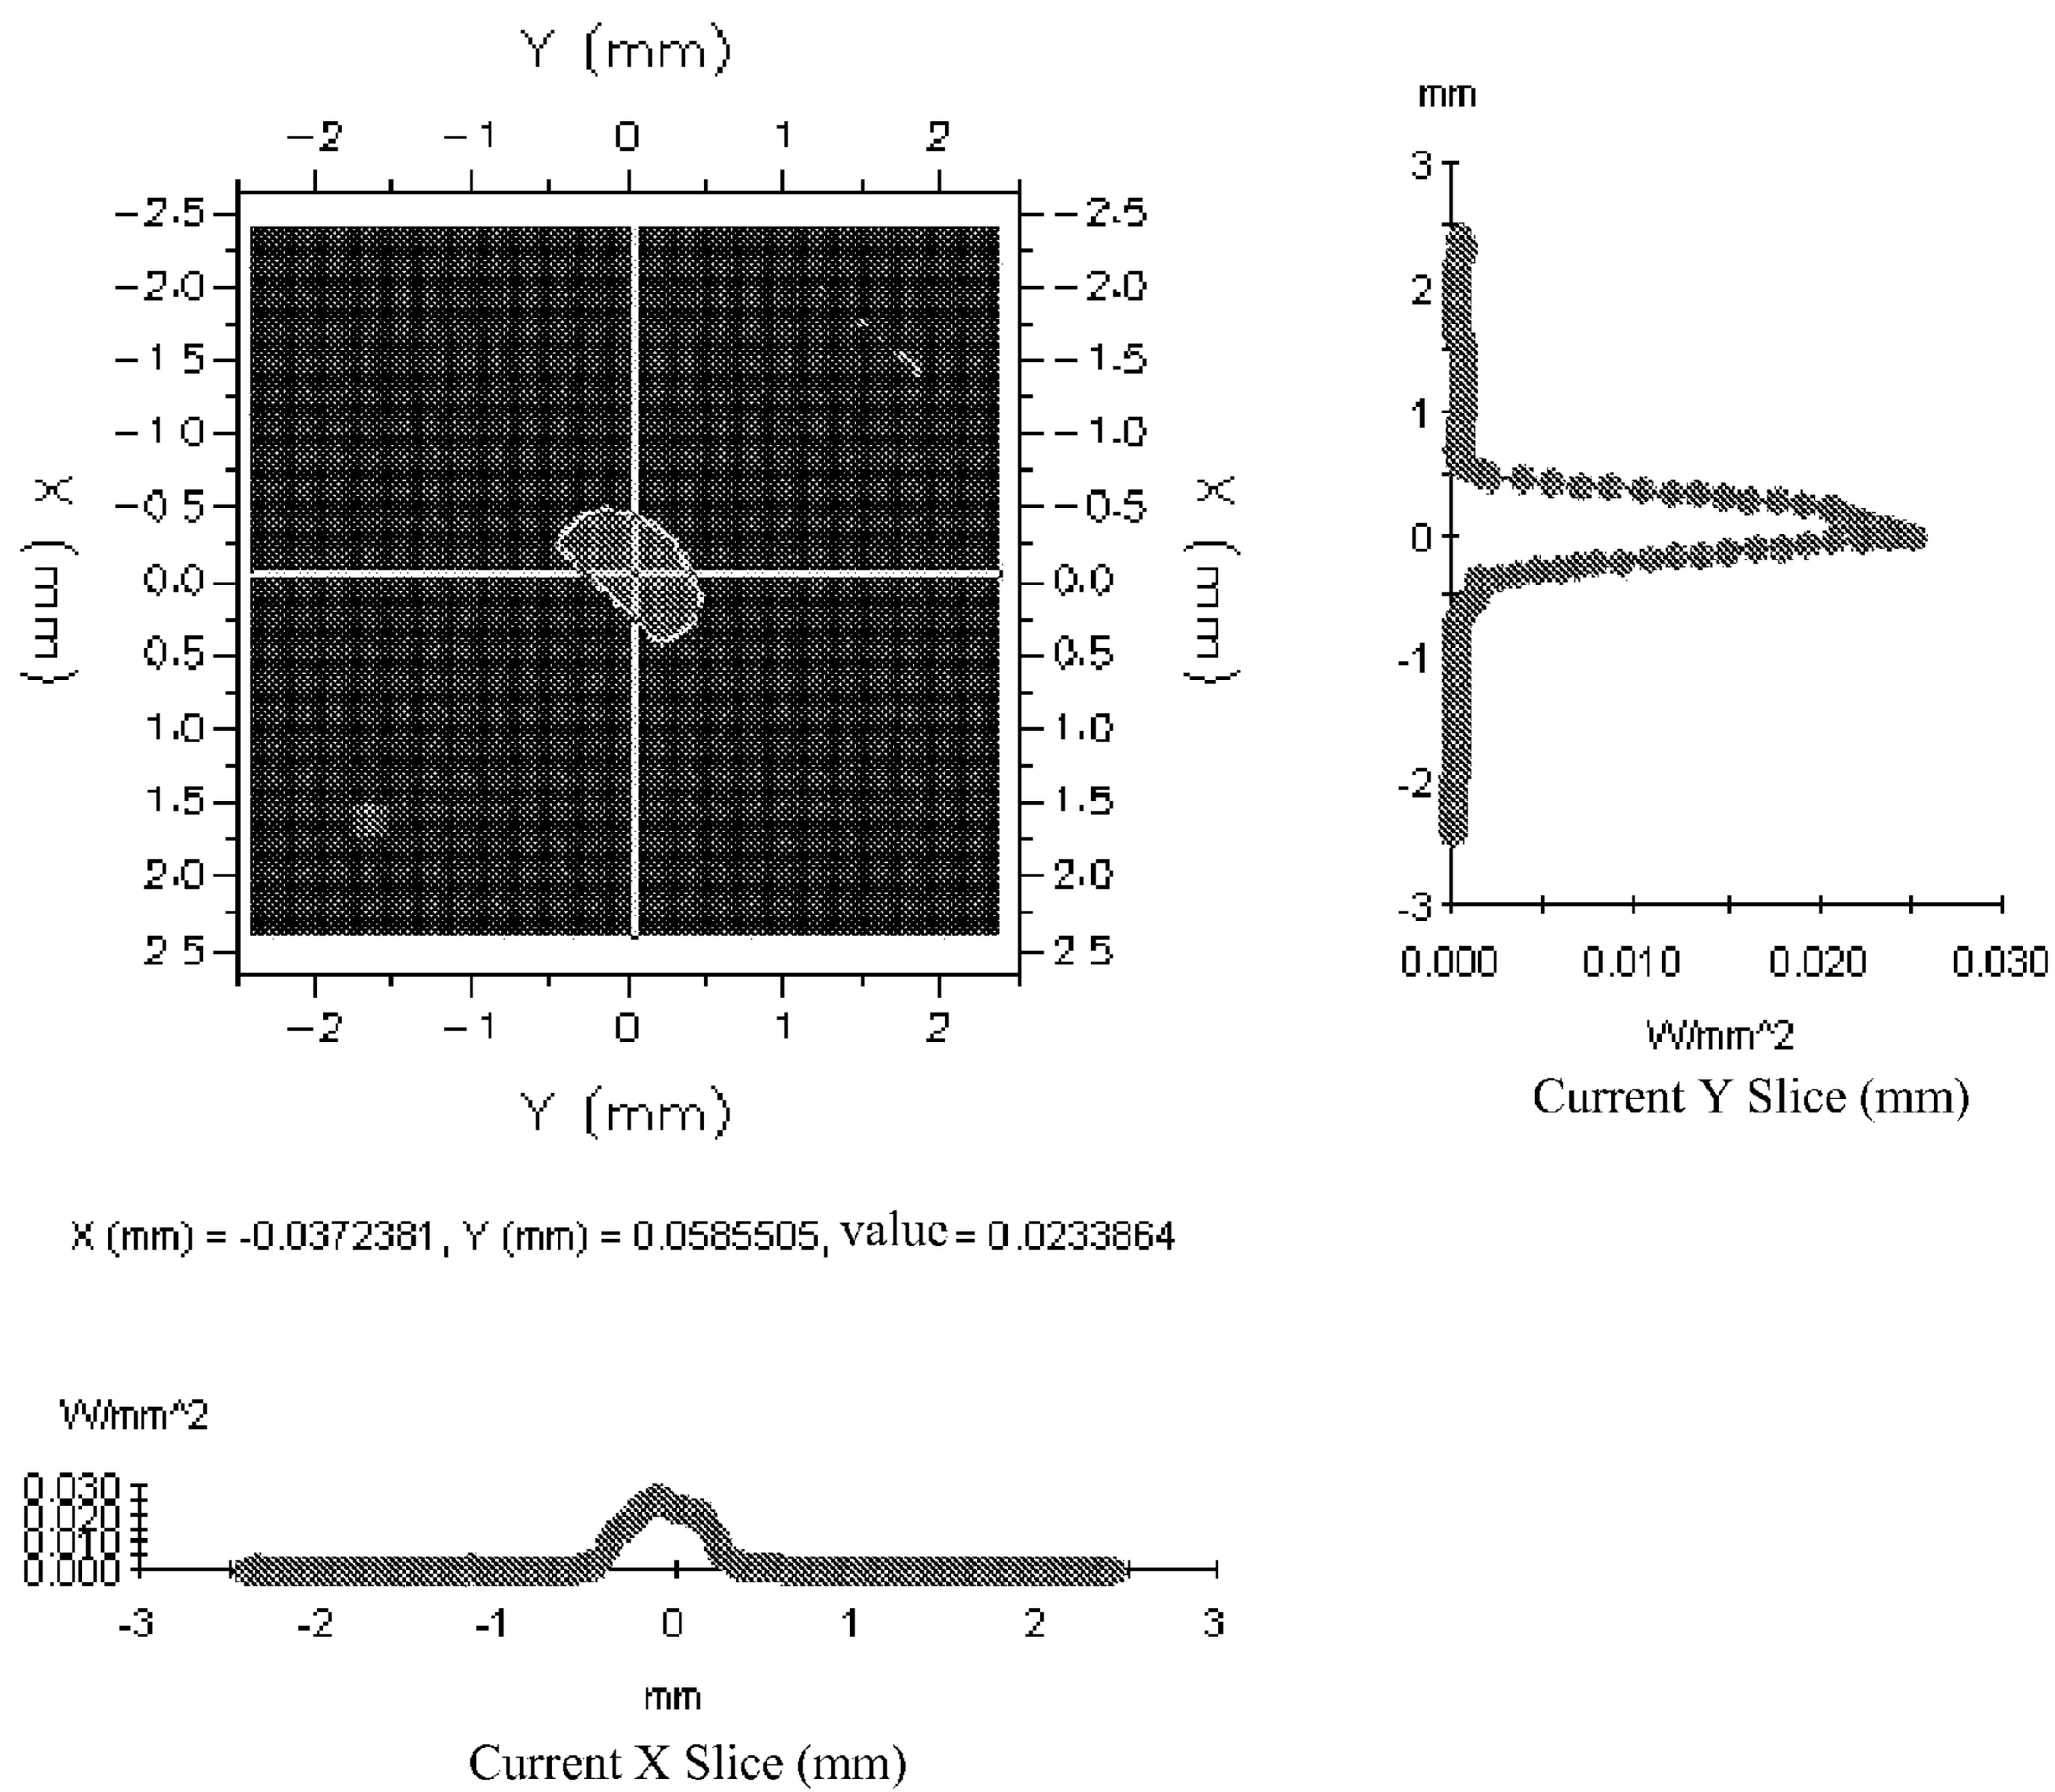 Y (mm)
−2 −1 0 1 2
−2.5 −2.5
−2.0 −2.0
−1 5 −1.5
−1 0 −1.0
X (mm) X (mm)
−0 5 −0.5
0.0 0.0
0.5 0.5
1.0 1.0
1.5 1.5
2.0 2.0
2 5 2 5
−2 −1 0 1 2
Y (mm)
mm
3
2
1
0
-1
-2
-3
0.000 0.010 0.020 0.030
W/mm^2
Current Y Slice (mm)
X (mm) = -0.0372381, Y (mm) = 0.0585505, value = 0.0233864
W/mm^2
0.030
0.020
0.010
0.000
-3 -2 -1 0 1 2 3
mm
Current X Slice (mm)